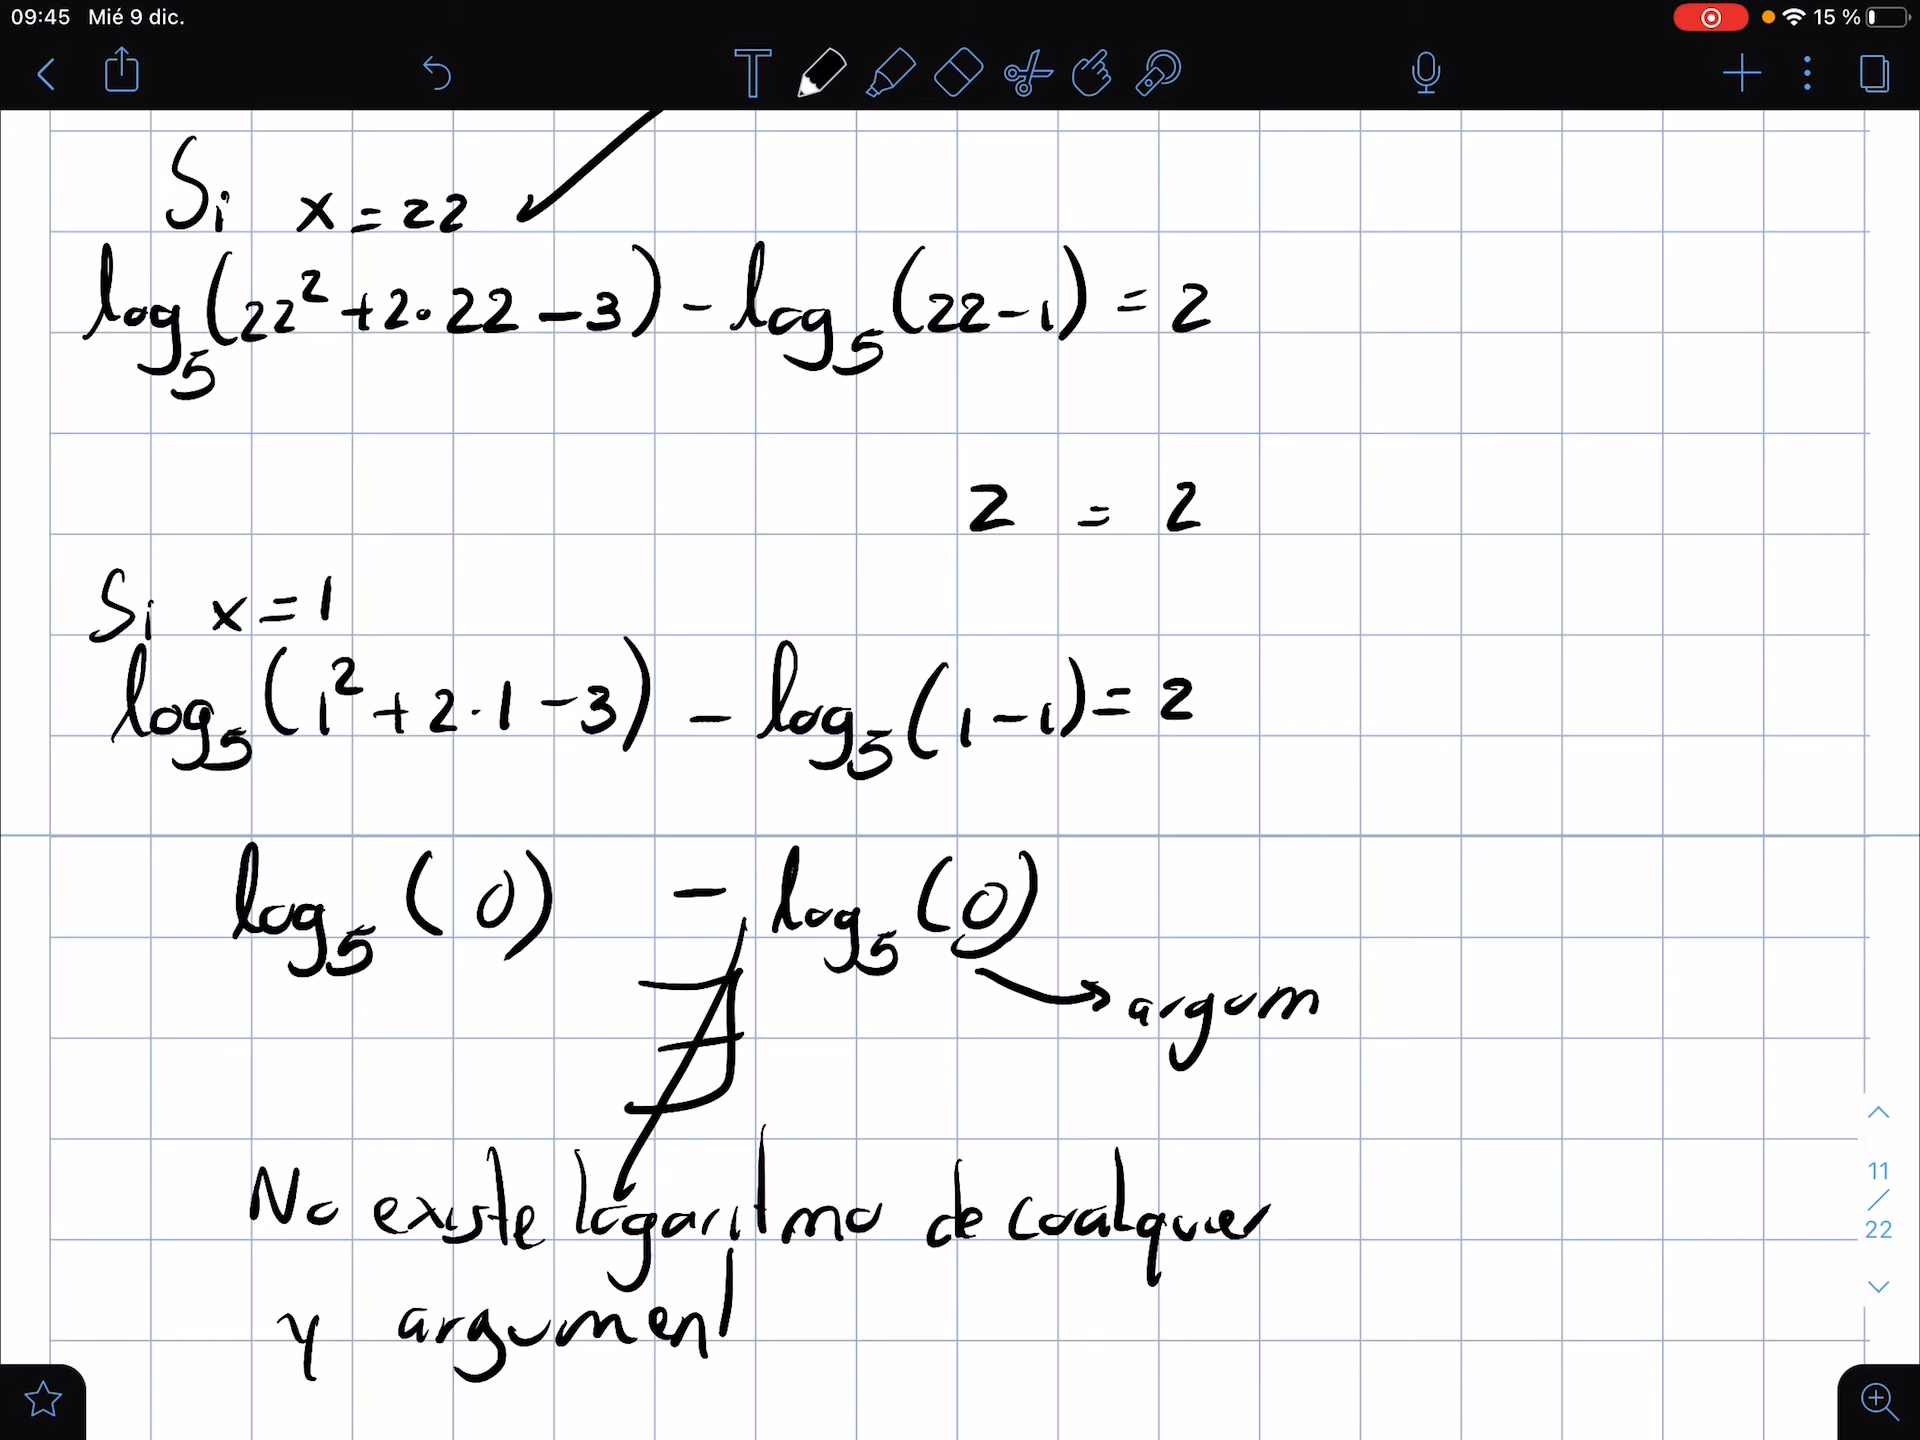 09:45 Mié 9 dic. 15 %
T
Si x = 22
log₅(22² + 2·22 − 3) − log₅(22 − 1) = 2
2 = 2
Si x = 1
log₅(1² + 2·1 − 3) − log₅(1 − 1) = 2
log₅(0) − log₅(0)
∄ → argum
No existe logaritmo de cualquier
y argument
11
/
22